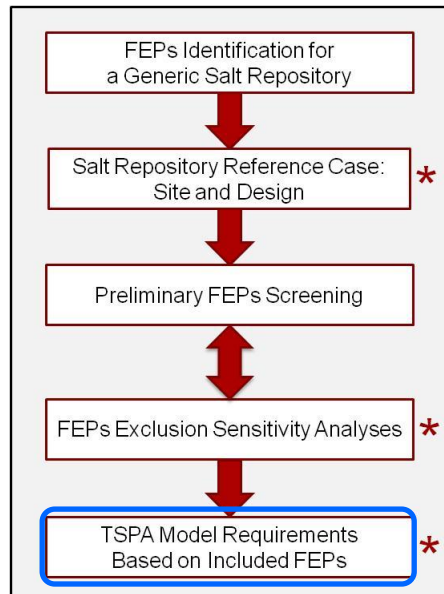 FEPs Identification for
a Generic Salt Repository
Salt Repository Reference Case:
Site and Design
*
Preliminary FEPs Screening
FEPs Exclusion Sensitivity Analyses
*
TSPA Model Requirements
Based on Included FEPs
*